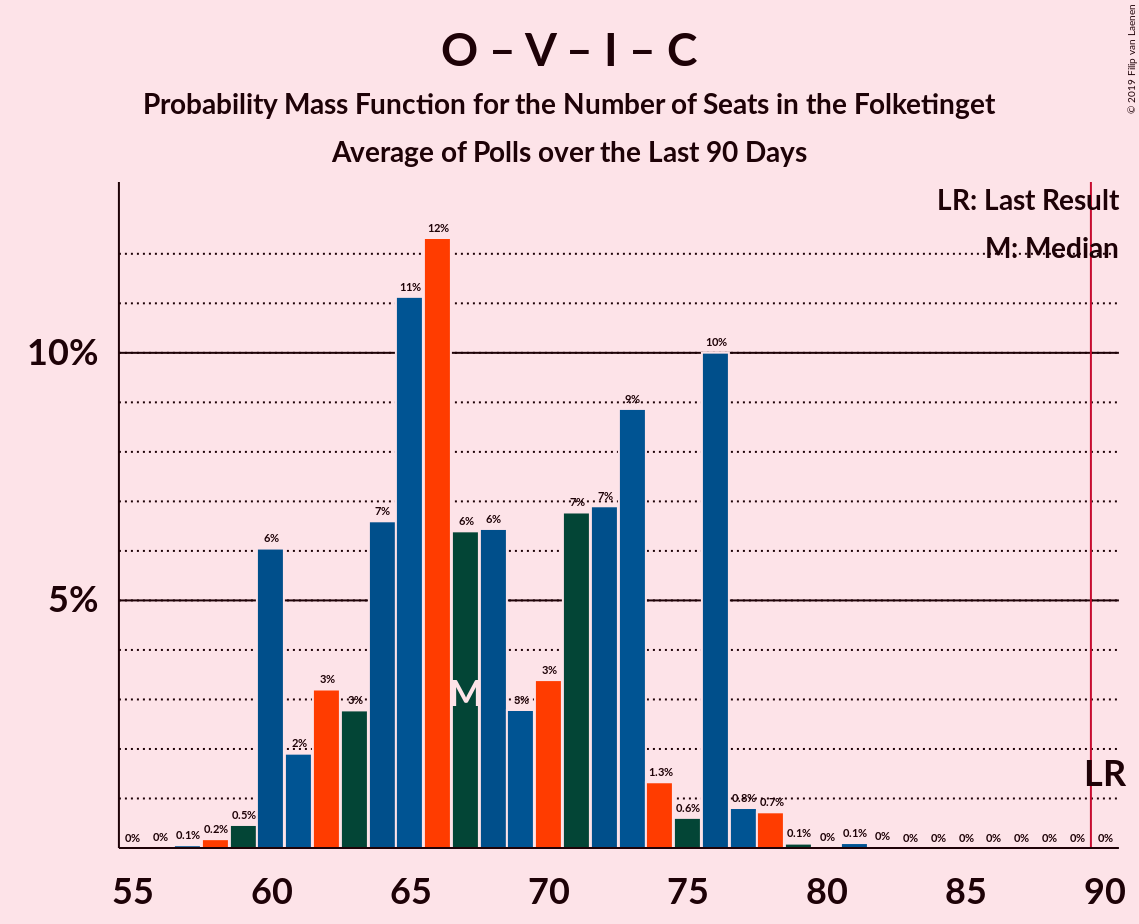 O – V – I – C
Probability Mass Function for the Number of Seats in the Folketinget
Average of Polls over the Last 90 Days
© 2019 Filip van Laenen
LR: Last Result
M: Median
10%
5%
0% 0% 0.1% 0.2% 0.5% 6% 2% 3% 3% 7% 11% 12% 6% 6% 3% 3% 7% 7% 9% 1.3% 0.6% 10% 0.8% 0.7% 0.1% 0% 0.1% 0% 0% 0% 0% 0% 0% 0% 0% 0%
M
LR
55 60 65 70 75 80 85 90